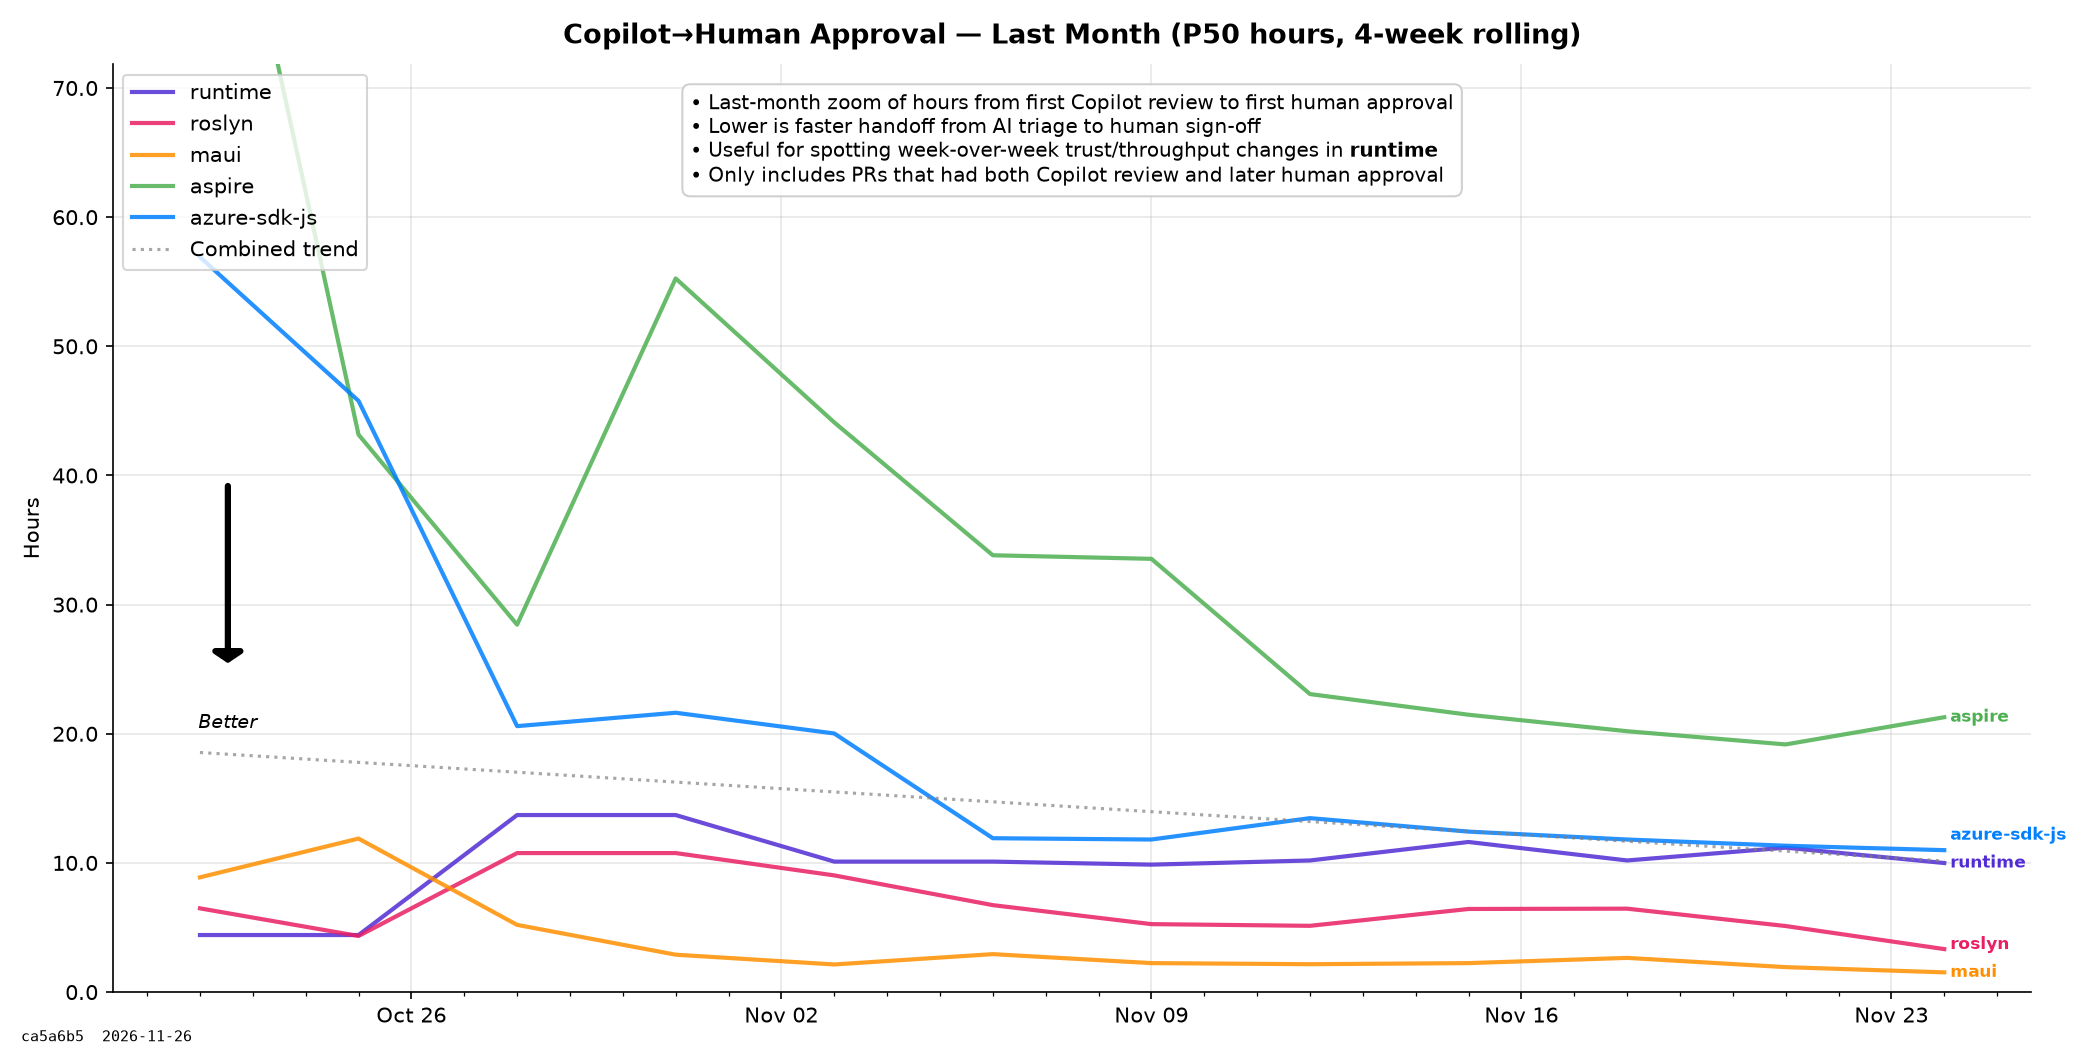 Copilot→Human Approval — Last Month (P50 hours, 4-week rolling)
70.0
60.0
50.0
40.0
30.0
20.0
10.0
0.0
Hours
runtime
roslyn
maui
aspire
azure-sdk-js
Combined trend
• Last-month zoom of hours from first Copilot review to first human approval
• Lower is faster handoff from AI triage to human sign-off
• Useful for spotting week-over-week trust/throughput changes in runtime
• Only includes PRs that had both Copilot review and later human approval
Better
aspire
azure-sdk-js
runtime
roslyn
maui
Oct 26
Nov 02
Nov 09
Nov 16
Nov 23
ca5a6b5  2026-11-26